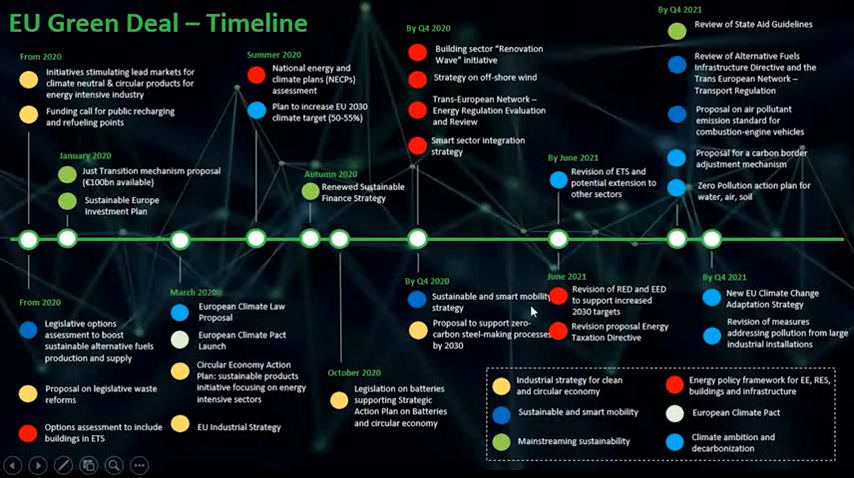 EU Green Deal – Timeline
From 2020
Initiatives stimulating lead markets for
climate neutral & circular products for
energy intensive industry
Funding call for public recharging
and refueling points
January 2020
Just Transition mechanism proposal
(€100bn available)
Sustainable Europe
Investment Plan
Summer 2020
National energy and
climate plans (NECPs)
assessment
Plan to increase EU 2030
climate target (50-55%)
Autumn 2020
Renewed Sustainable
Finance Strategy
By Q4 2020
Building sector “Renovation
Wave” initiative
Strategy on off-shore wind
Trans-European Network –
Energy Regulation Evaluation
and Review
Smart sector integration
strategy
By June 2021
Revision of ETS and
potential extension to
other sectors
By Q4 2021
Review of State Aid Guidelines
Review of Alternative Fuels
Infrastructure Directive and the
Trans European Network –
Transport Regulation
Proposal on air pollutant
emission standard for
combustion-engine vehicles
Proposal for a carbon border
adjustment mechanism
Zero Pollution action plan for
water, air, soil
From 2020
Legislative options
assessment to boost
sustainable alternative fuels
production and supply
Proposal on legislative waste
reforms
Options assessment to include
buildings in ETS
March 2020
European Climate Law
Proposal
European Climate Pact
Launch
Circular Economy Action
Plan: sustainable products
initiative focusing on energy
intensive sectors
EU Industrial Strategy
October 2020
Legislation on batteries
supporting Strategic
Action Plan on Batteries
and circular economy
By Q4 2020
Sustainable and smart mobility
strategy
Proposal to support zero-
carbon steel-making processes
by 2030
June 2021
Revision of RED and EED
to support increased
2030 targets
Revision proposal Energy
Taxation Directive
By Q4 2021
New EU Climate Change
Adaptation Strategy
Revision of measures
addressing pollution from large
industrial installations
Industrial strategy for clean
and circular economy
Sustainable and smart mobility
Mainstreaming sustainability
Energy policy framework for EE, RES,
buildings and infrastructure
European Climate Pact
Climate ambition and
decarbonization